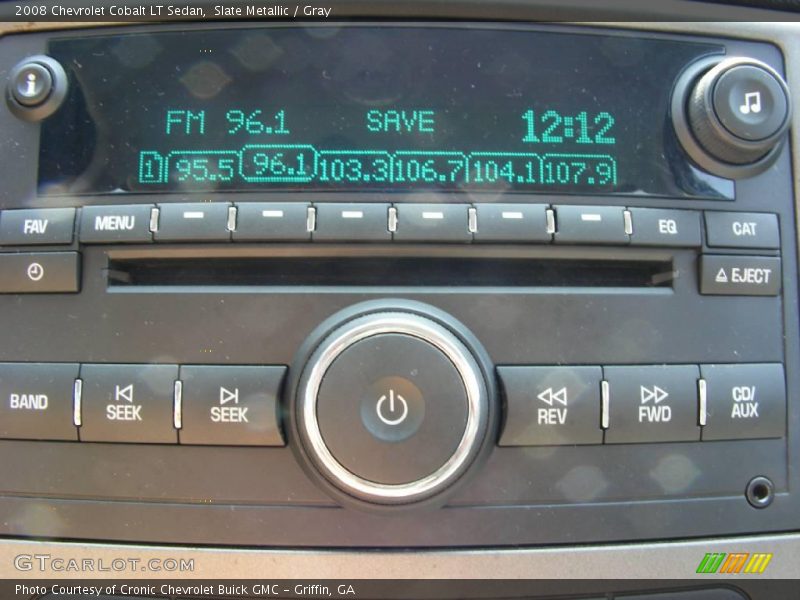 2008 Chevrolet Cobalt LT Sedan, Slate Metallic / Gray
i
FM 96.1 SAVE 12:12
1 95.5 96.1 103.3 106.7 104.1 107.9
FAV MENU EQ CAT
EJECT
BAND SEEK SEEK REV FWD CD/
AUX
GTCARLOT.COM
Photo Courtesy of Cronic Chevrolet Buick GMC - Griffin, GA